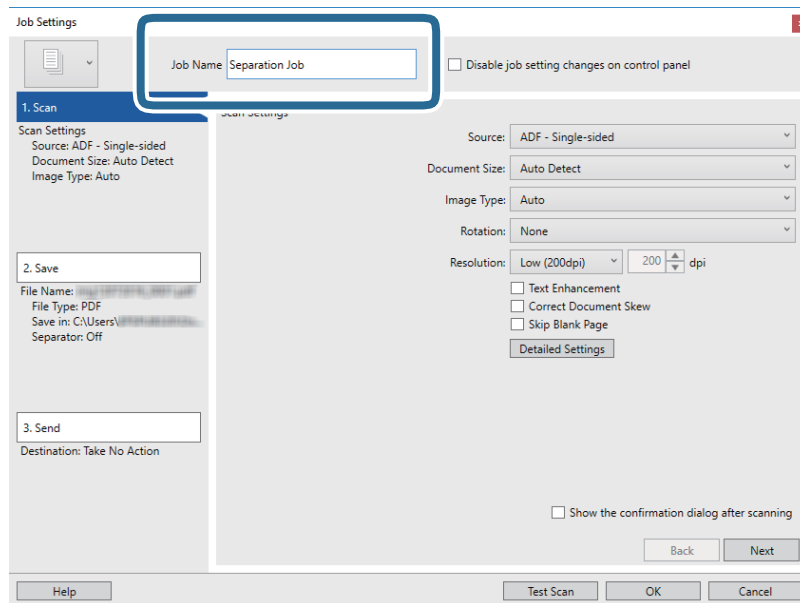 Job Settings
Job Name Separation Job
Disable job setting changes on control panel
1. Scan
Scan Settings
Source: ADF - Single-sided
Document Size: Auto Detect
Image Type: Auto
2. Save
File Name:
File Type: PDF
Save in: C:\Users\
Separator: Off
3. Send
Destination: Take No Action
Scan Settings
Source: ADF - Single-sided
Document Size: Auto Detect
Image Type: Auto
Rotation: None
Resolution: Low (200dpi) 200 dpi
Text Enhancement
Correct Document Skew
Skip Blank Page
Detailed Settings
Show the confirmation dialog after scanning
Back Next
Help Test Scan OK Cancel